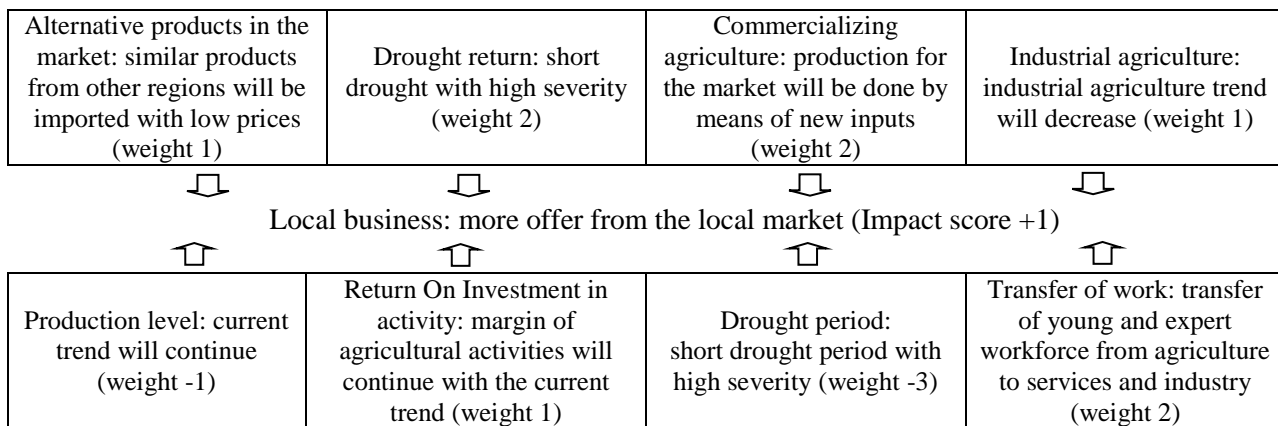 Alternative products in the
market: similar products
from other regions will be
imported with low prices
(weight 1)
Drought return: short
drought with high severity
(weight 2)
Commercializing
agriculture: production for
the market will be done by
means of new inputs
(weight 2)
Industrial agriculture:
industrial agriculture trend
will decrease (weight 1)
Local business: more offer from the local market (Impact score +1)
Production level: current
trend will continue
(weight -1)
Return On Investment in
activity: margin of
agricultural activities will
continue with the current
trend (weight 1)
Drought period:
short drought period with
high severity (weight -3)
Transfer of work: transfer
of young and expert
workforce from agriculture
to services and industry
(weight 2)